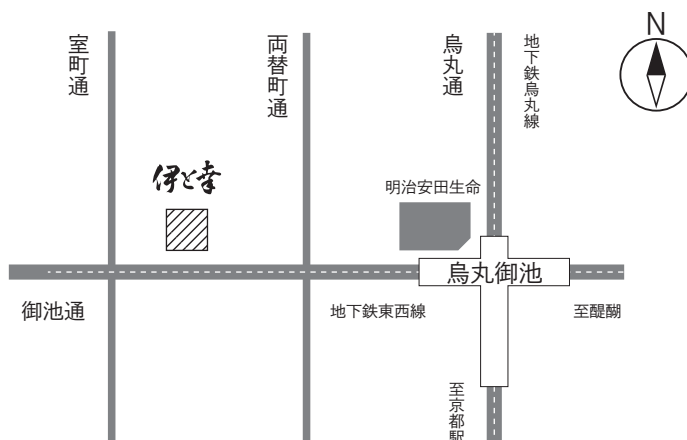 室町通
両替町通
烏丸通
地下鉄烏丸線
N
伊と幸
明治安田生命
烏丸御池
御池通
地下鉄東西線
至醍醐
至京都駅